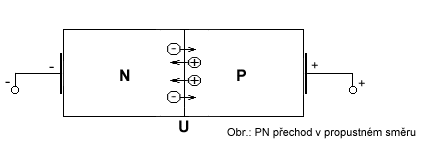 - - + +
N P
U
Obr.: PN přechod v propustném směru